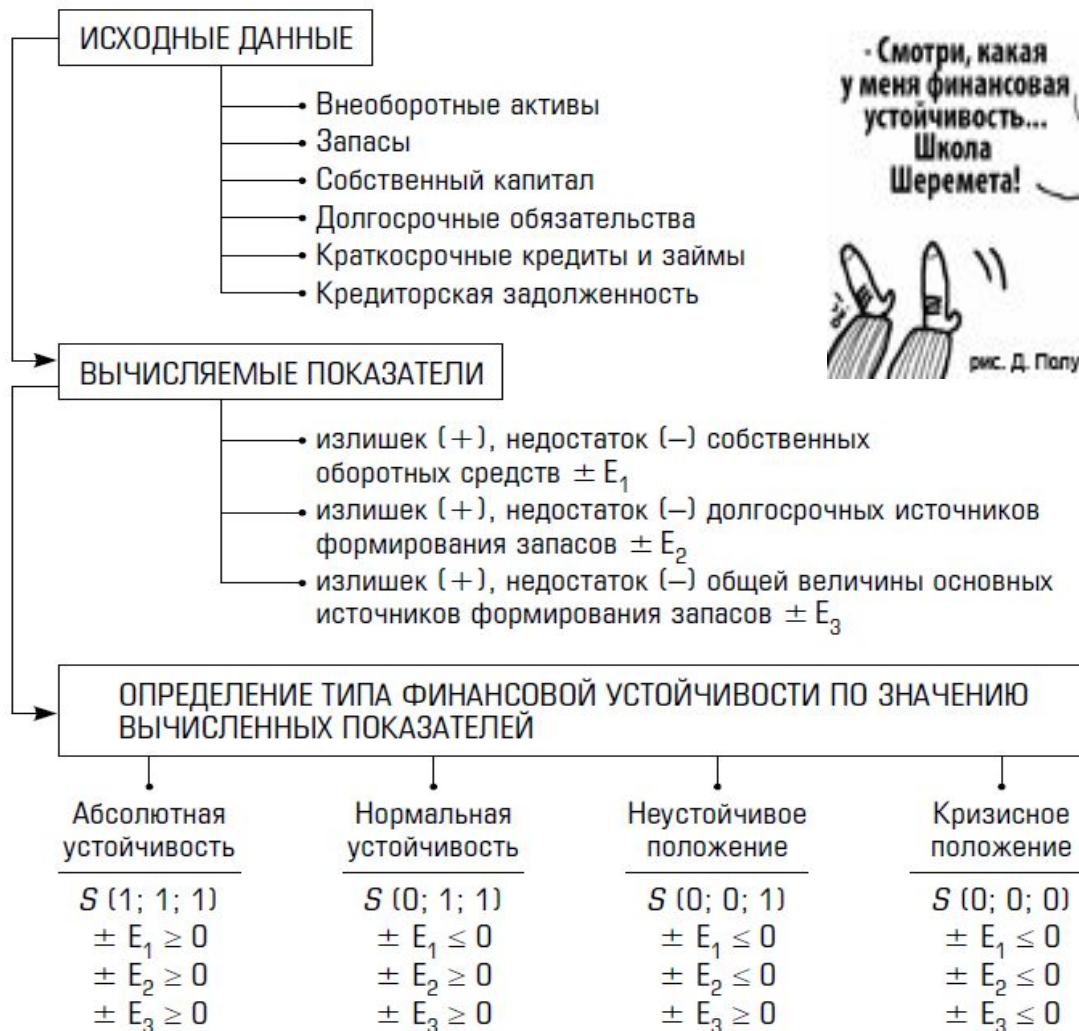 ИСХОДНЫЕ ДАННЫЕ
Внеоборотные активы
Запасы
Собственный капитал
Долгосрочные обязательства
Краткосрочные кредиты и займы
Кредиторская задолженность
- Смотри, какая
у меня финансовая
устойчивость...
Школа
Шеремета!
рис. Д. Полу
ВЫЧИСЛЯЕМЫЕ ПОКАЗАТЕЛИ
излишек (+), недостаток (–) собственных
оборотных средств ± E₁
излишек (+), недостаток (–) долгосрочных источников
формирования запасов ± E₂
излишек (+), недостаток (–) общей величины основных
источников формирования запасов ± E₃
ОПРЕДЕЛЕНИЕ ТИПА ФИНАНСОВОЙ УСТОЙЧИВОСТИ ПО ЗНАЧЕНИЮ
ВЫЧИСЛЕННЫХ ПОКАЗАТЕЛЕЙ
Абсолютная
устойчивость
S (1; 1; 1)
± E₁ ≥ 0
± E₂ ≥ 0
± E₃ ≥ 0
Нормальная
устойчивость
S (0; 1; 1)
± E₁ ≤ 0
± E₂ ≥ 0
± E₃ ≥ 0
Неустойчивое
положение
S (0; 0; 1)
± E₁ ≤ 0
± E₂ ≤ 0
± E₃ ≥ 0
Кризисное
положение
S (0; 0; 0)
± E₁ ≤ 0
± E₂ ≤ 0
± E₃ ≤ 0